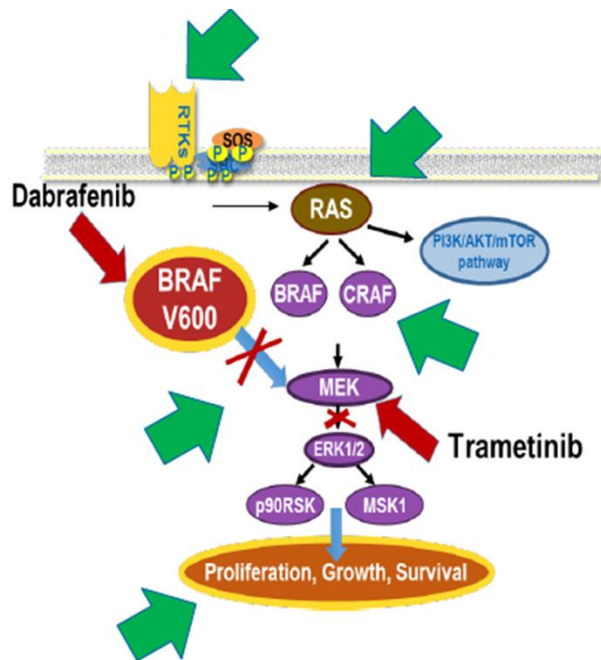 RTKs
SOS
SHC
P P
P P
P P
Dabrafenib
RAS
PI3K/AKT/mTOR
pathway
BRAF
V600
BRAF
CRAF
MEK
Trametinib
ERK1/2
p90RSK
MSK1
Proliferation, Growth, Survival